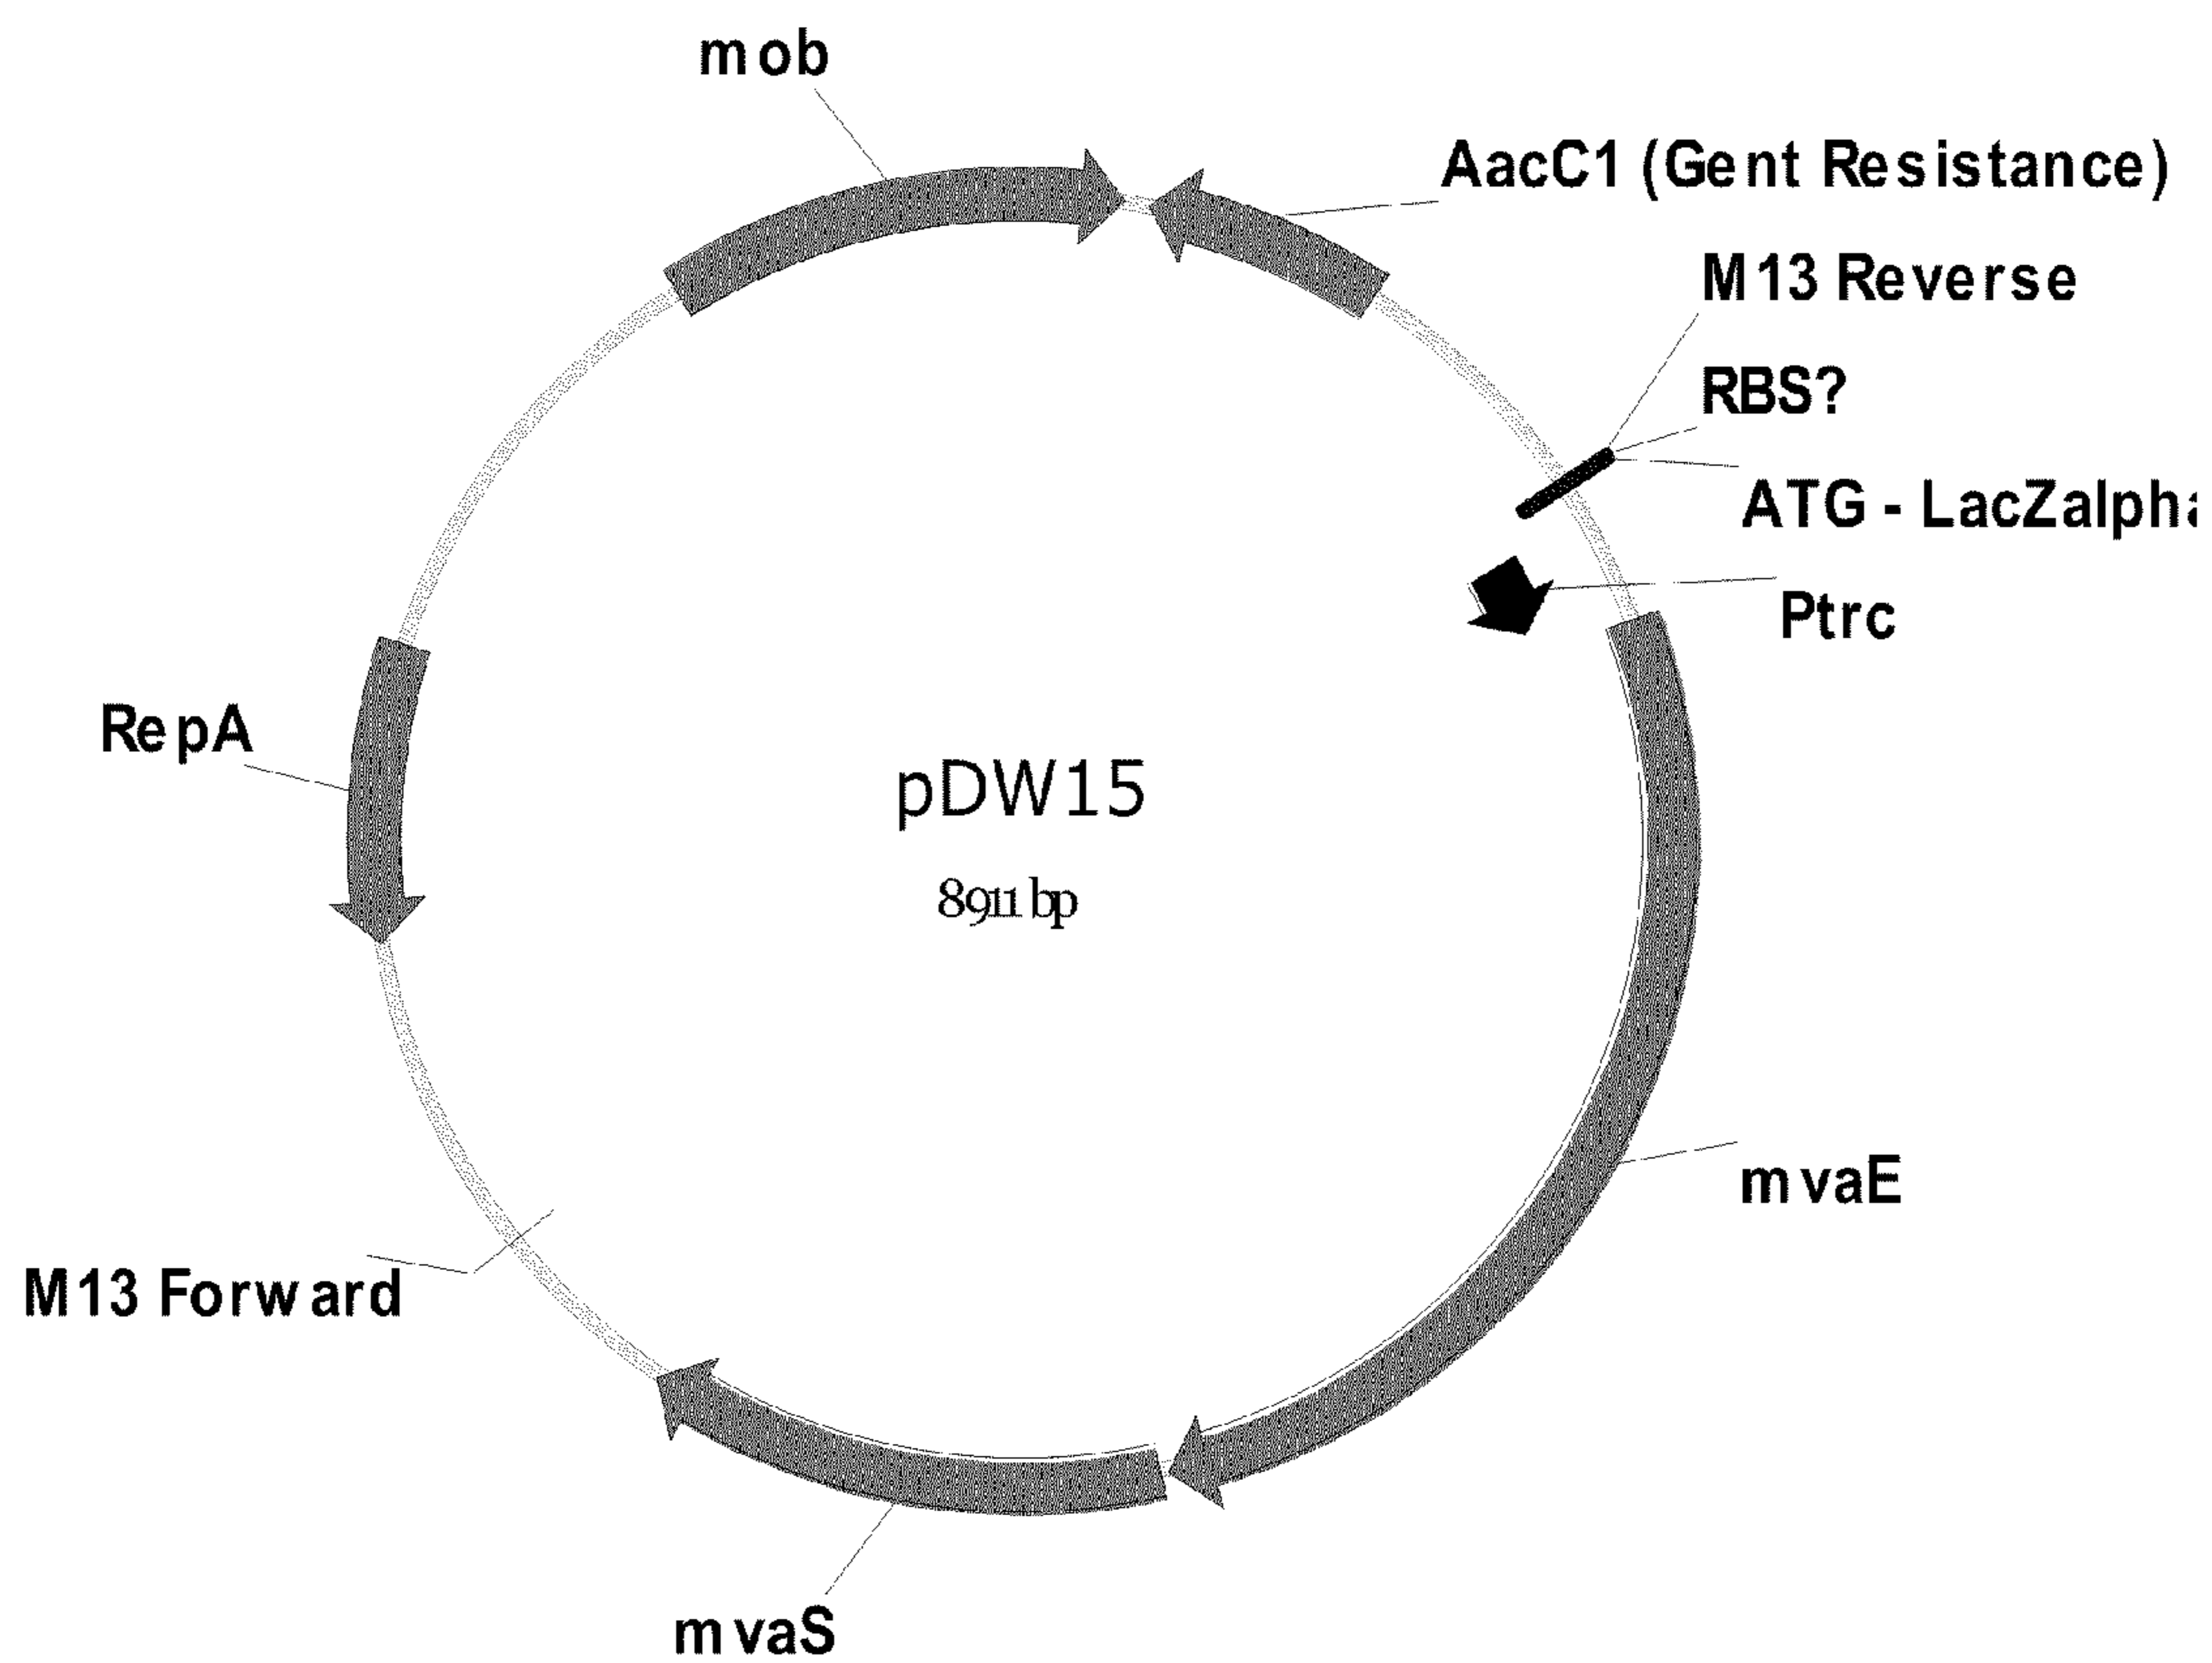 mob
AacC1 (Gent Resistance)
M13 Reverse
RBS?
ATG - LacZalpha
Ptrc
RepA
pDW15
8911 bp
mvaE
M13 Forward
mvaS